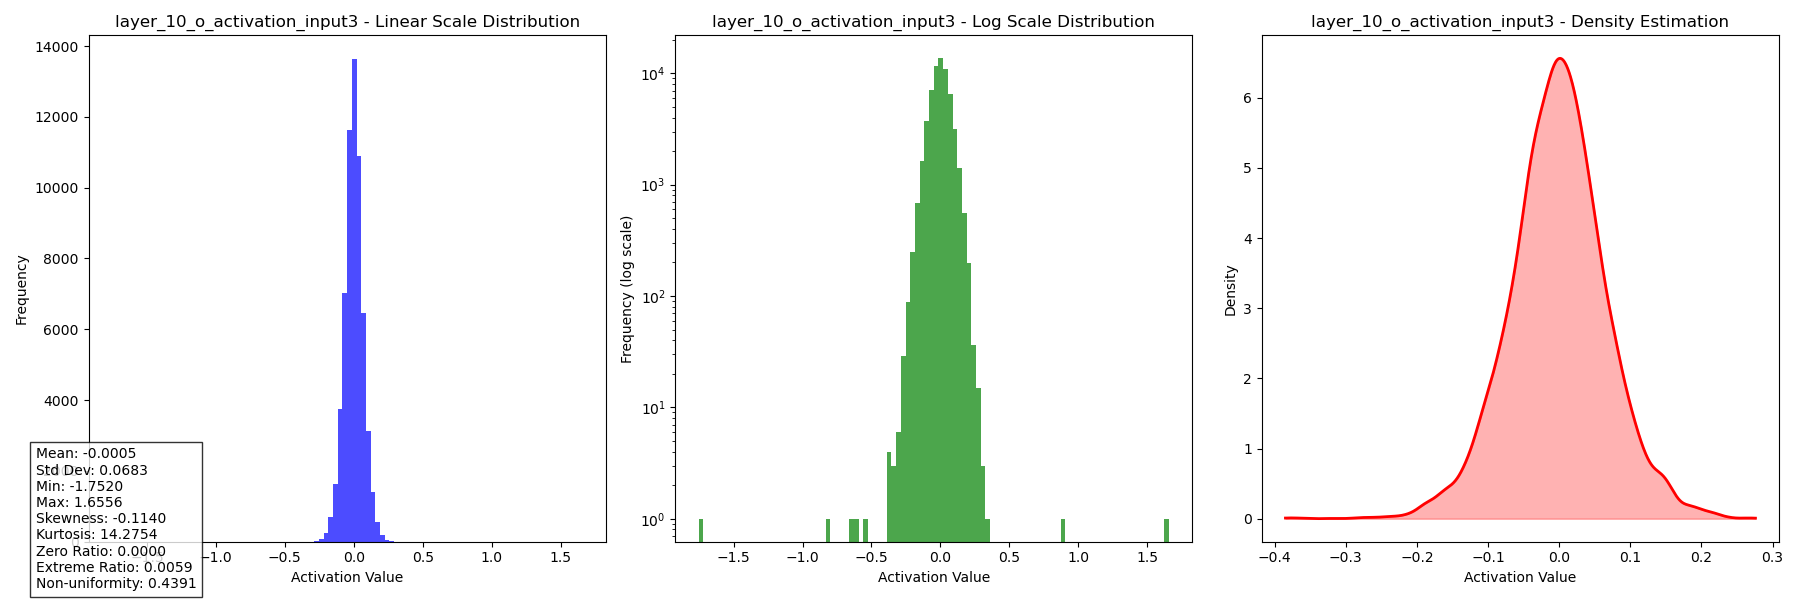 layer_10_o_activation_input3 - Linear Scale Distribution
14000
12000
10000
8000
6000
4000
Frequency
−1.0
−0.5
0.0
0.5
1.0
1.5
Activation Value
Mean: -0.0005
Std Dev: 0.0683
Min: -1.7520
Max: 1.6556
Skewness: -0.1140
Kurtosis: 14.2754
Zero Ratio: 0.0000
Extreme Ratio: 0.0059
Non-uniformity: 0.4391
layer_10_o_activation_input3 - Log Scale Distribution
10⁴
10³
10²
10¹
10⁰
Frequency (log scale)
−1.5
−1.0
−0.5
0.0
0.5
1.0
1.5
Activation Value
layer_10_o_activation_input3 - Density Estimation
6
5
4
3
2
1
0
Density
−0.4
−0.3
−0.2
−0.1
0.0
0.1
0.2
0.3
Activation Value